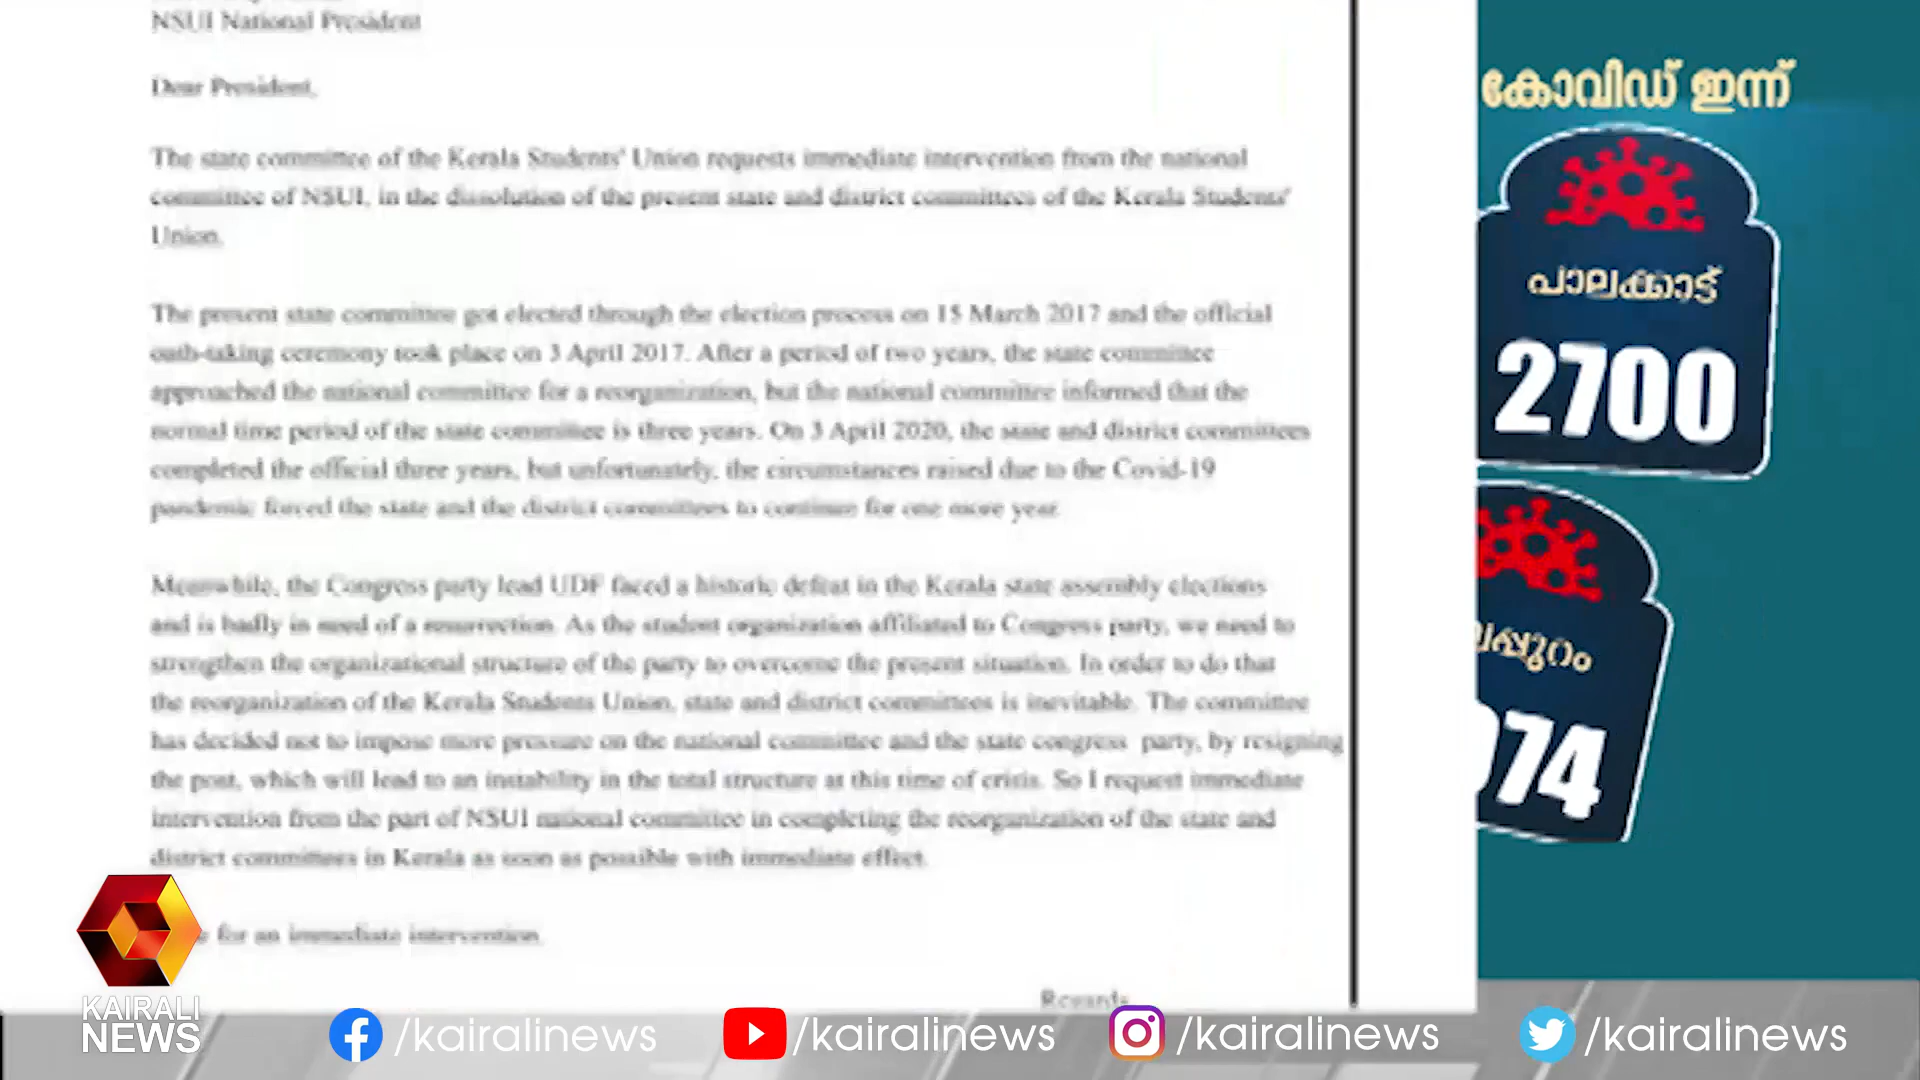 NSUI National President
Dear President,
The state committee of the Kerala Students' Union requests immediate intervention from the national
committee of NSUI, in the dissolution of the present state and district committees of the Kerala Students'
Union.
The present state committee got elected through the election process on 15 March 2017 and the official
oath-taking ceremony took place on 3 April 2017. After a period of two years, the state committee
approached the national committee for a reorganization, but the national committee informed that the
normal time period of the state committee is three years. On 3 April 2020, the state and district committees
completed the official three years, but unfortunately, the circumstances raised due to the Covid-19
pandemic forced the state and the district committees to continue for one more year.
Meanwhile, the Congress party lead UDF faced a historic defeat in the Kerala state assembly elections
and is badly in need of a resurrection. As the student organization affiliated to Congress party, we need to
strengthen the organizational structure of the party to overcome the present situation. In order to do that
the reorganization of the Kerala Students Union, state and district committees is inevitable. The committee
has decided not to impose more pressure on the national committee and the state congress party, by resigning
the post, which will lead to an instability in the total structure at this time of crisis. So I request immediate
intervention from the part of NSUI national committee in completing the reorganization of the state and
district committees in Kerala as soon as possible with immediate effect.
for an immediate intervention.
Regards
കോവിഡ് ഇന്ന്
പാലക്കാട്
2700
പ്പുറം
974
KAIRALI
NEWS
/kairalinews
/kairalinews
/kairalinews
/kairalinews